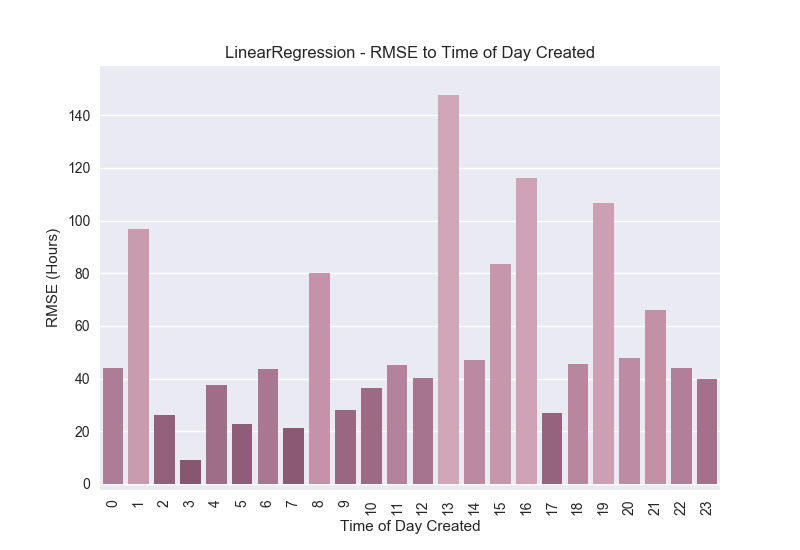 LinearRegression - RMSE to Time of Day Created
RMSE (Hours)
140
120
100
80
60
40
20
0
0 1 2 3 4 5 6 7 8 9 10 11 12 13 14 15 16 17 18 19 20 21 22 23
Time of Day Created